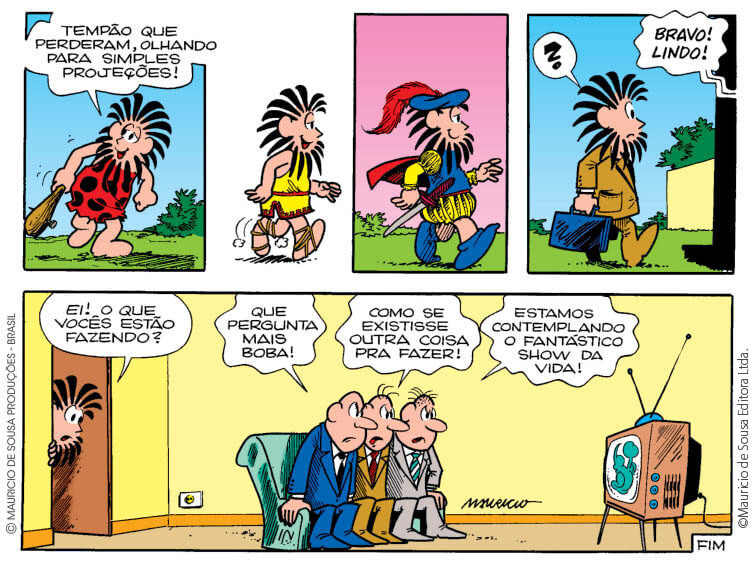 TEMPÃO QUE
PERDERAM, OLHANDO
PARA SIMPLES
PROJEÇÕES!
?
BRAVO!
LINDO!
EI! O QUE
VOCÊS ESTÃO
FAZENDO?
QUE
PERGUNTA
MAIS
BOBA!
COMO SE
EXISTISSE
OUTRA COISA
PRA FAZER!
ESTAMOS
CONTEMPLANDO
O FANTÁSTICO
SHOW DA
VIDA!
MAURICIO
FIM
© MAURICIO DE SOUSA PRODUÇÕES - BRASIL
©Mauricio de Sousa Editora Ltda.